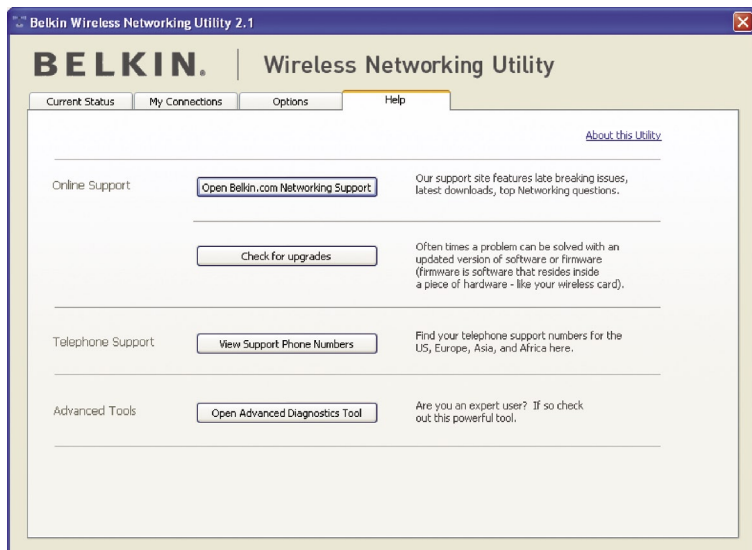 Belkin Wireless Networking Utility 2.1
BELKIN. | Wireless Networking Utility
Current Status
My Connections
Options
Help
About this Utility
Online Support
Open Belkin.com Networking Support
Our support site features late breaking issues,
latest downloads, top Networking questions.
Check for upgrades
Often times a problem can be solved with an
updated version of software or firmware
(firmware is software that resides inside
a piece of hardware - like your wireless card).
Telephone Support
View Support Phone Numbers
Find your telephone support numbers for the
US, Europe, Asia, and Africa here.
Advanced Tools
Open Advanced Diagnostics Tool
Are you an expert user? If so check
out this powerful tool.